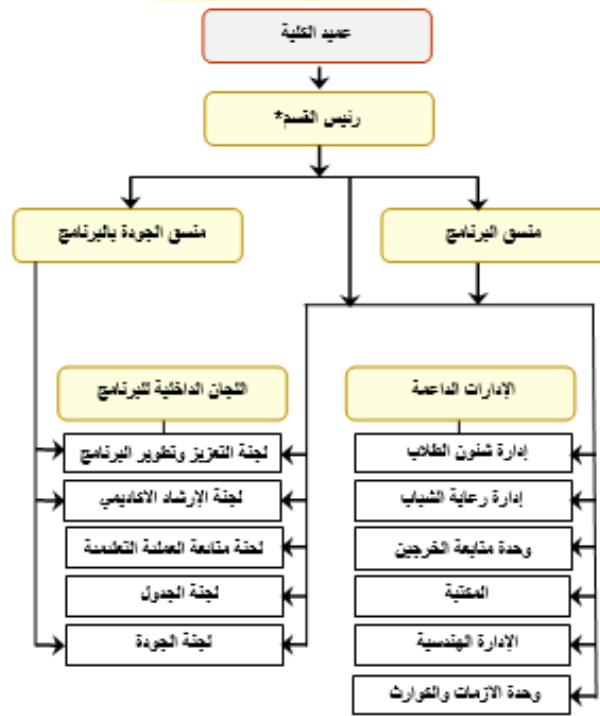 عميد الكلية
رئيس القسم*
منسق البرنامج
منسق الجودة بالبرنامج
الإدارات الداعمة
إدارة شئون الطلاب
إدارة رعاية الشباب
وحدة متابعة الخرجين
المكتبة
الإدارة الهندسية
وحدة الازمات والكوارث
اللجان الداخلية للبرنامج
لجنة التعزيز وتطوير البرنامج
لجنة الإرشاد الاكاديمي
لجنة متابعة العملية التعليمية
لجنة الجدول
لجنة الجودة